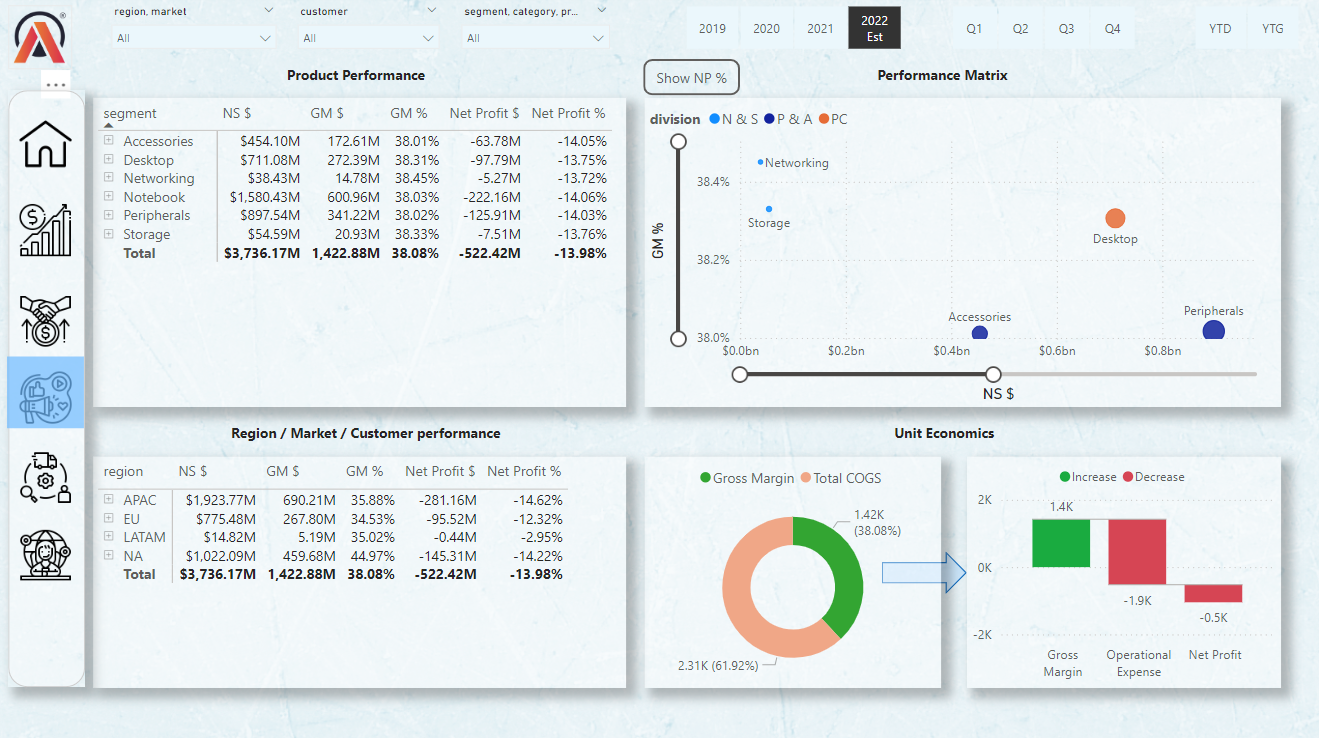 region, market
customer
segment, category, pr...
All
All
All
2019
2020
2021
2022
Est
Q1
Q2
Q3
Q4
YTD
YTG
Product Performance
segment NS $ GM $ GM % Net Profit $ Net Profit %
Accessories $454.10M 172.61M 38.01% -63.78M -14.05%
Desktop $711.08M 272.39M 38.31% -97.79M -13.75%
Networking $38.43M 14.78M 38.45% -5.27M -13.72%
Notebook $1,580.43M 600.96M 38.03% -222.16M -14.06%
Peripherals $897.54M 341.22M 38.02% -125.91M -14.03%
Storage $54.59M 20.93M 38.33% -7.51M -13.76%
Total $3,736.17M 1,422.88M 38.08% -522.42M -13.98%
Show NP %
Performance Matrix
division N & S P & A PC
Networking
38.4%
Storage
Desktop
GM %
38.2%
Accessories
Peripherals
38.0%
$0.0bn $0.2bn $0.4bn $0.6bn $0.8bn
NS $
Region / Market / Customer performance
region NS $ GM $ GM % Net Profit $ Net Profit %
APAC $1,923.77M 690.21M 35.88% -281.16M -14.62%
EU $775.48M 267.80M 34.53% -95.52M -12.32%
LATAM $14.82M 5.19M 35.02% -0.44M -2.95%
NA $1,022.09M 459.68M 44.97% -145.31M -14.22%
Total $3,736.17M 1,422.88M 38.08% -522.42M -13.98%
Unit Economics
Gross Margin Total COGS
1.42K
(38.08%)
2.31K (61.92%)
Increase Decrease
2K
1.4K
0K
-1.9K
-0.5K
-2K
Gross
Margin
Operational
Expense
Net Profit